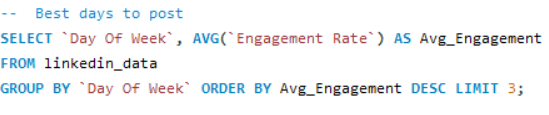 -- Best days to post
SELECT `Day Of Week`, AVG(`Engagement Rate`) AS Avg_Engagement
FROM linkedin_data
GROUP BY `Day Of Week` ORDER BY Avg_Engagement DESC LIMIT 3;